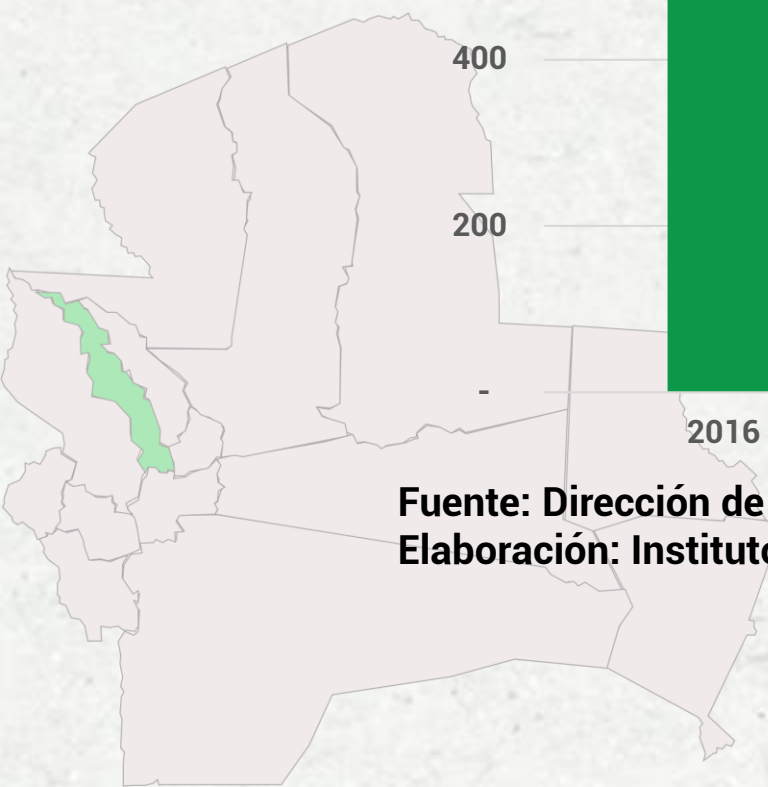 400
200
-
2016
Fuente: Dirección de
Elaboración: Instituto